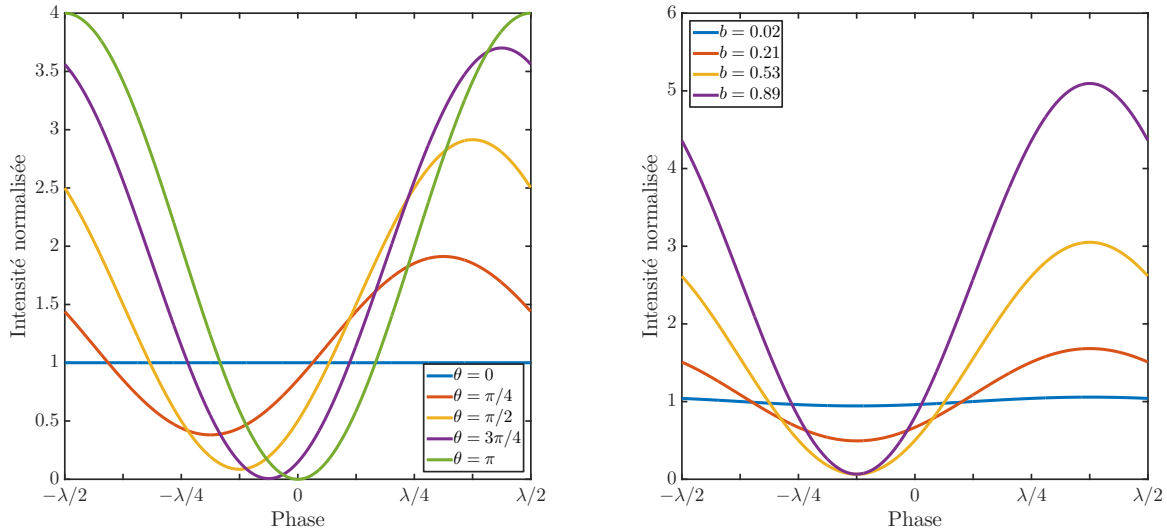 4
3.5
3
2.5
2
1.5
1
0.5
0
Intensité normalisée
−λ/2
−λ/4
0
λ/4
λ/2
Phase
θ = 0
θ = π/4
θ = π/2
θ = 3π/4
θ = π
6
5
4
3
2
1
0
Intensité normalisée
−λ/2
−λ/4
0
λ/4
λ/2
Phase
b = 0.02
b = 0.21
b = 0.53
b = 0.89